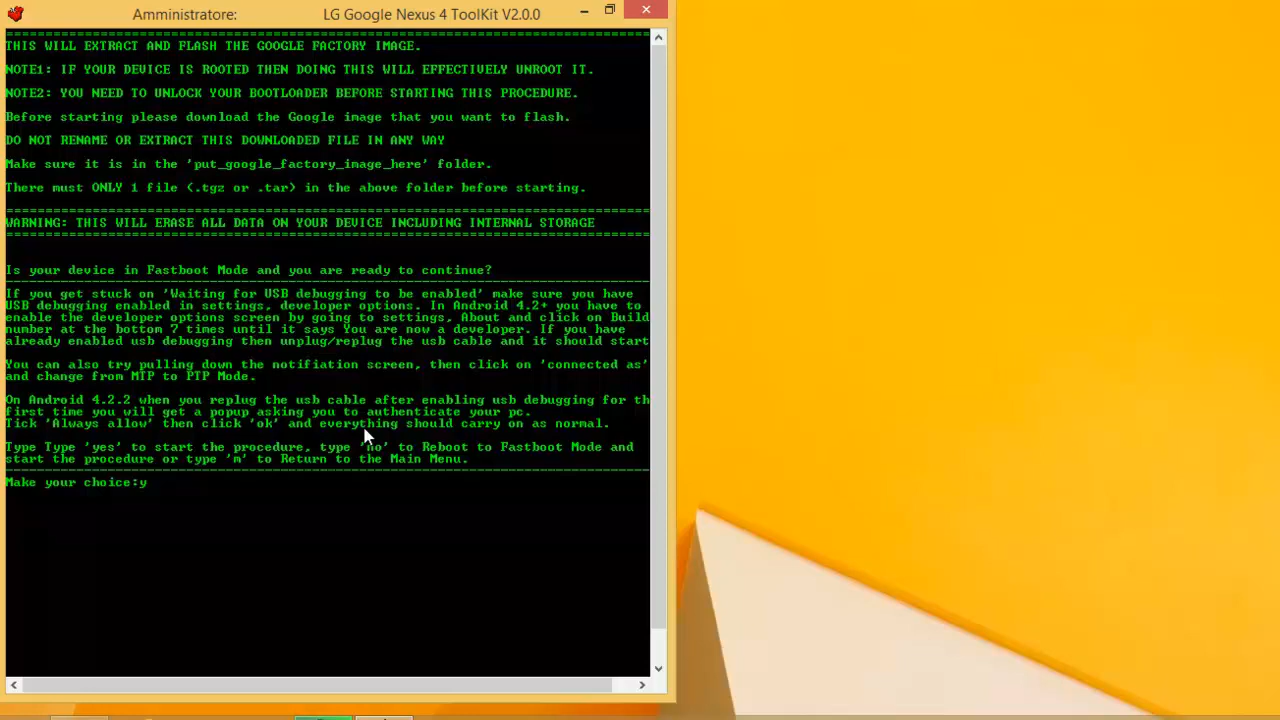 Amministratore: LG Google Nexus 4 ToolKit V2.0.0
THIS WILL EXTRACT AND FLASH THE GOOGLE FACTORY IMAGE.
NOTE1: IF YOUR DEVICE IS ROOTED THEN DOING THIS WILL EFFECTIVELY UNROOT IT.
NOTE2: YOU NEED TO UNLOCK YOUR BOOTLOADER BEFORE STARTING THIS PROCEDURE.
Before starting please download the Google image that you want to flash.
DO NOT RENAME OR EXTRACT THIS DOWNLOADED FILE IN ANY WAY
Make sure it is in the 'put_google_factory_image_here' folder.
There must ONLY 1 file (.tgz or .tar) in the above folder before starting.
WARNING: THIS WILL ERASE ALL DATA ON YOUR DEVICE INCLUDING INTERNAL STORAGE
Is your device in Fastboot Mode and you are ready to continue?
If you get stuck on 'Waiting for USB debugging to be enabled' make sure you have
USB debugging enabled in settings, developer options. In Android 4.2+ you have to
enable the developer options screen by going to settings, About and click on Build
number at the bottom 7 times until it says You are now a developer. If you have
already enabled usb debugging then unplug/replug the usb cable and it should start
You can also try pulling down the notifiation screen, then click on 'connected as'
and change from MTP to PTP Mode.
On Android 4.2.2 when you replug the usb cable after enabling usb debugging for th
first time you will get a popup asking you to authenticate your pc.
Tick 'Always allow' then click 'ok' and everything should carry on as normal.
Type Type 'yes' to start the procedure, type 'no' to Reboot to Fastboot Mode and
start the procedure or type 'm' to Return to the Main Menu.
Make your choice:y